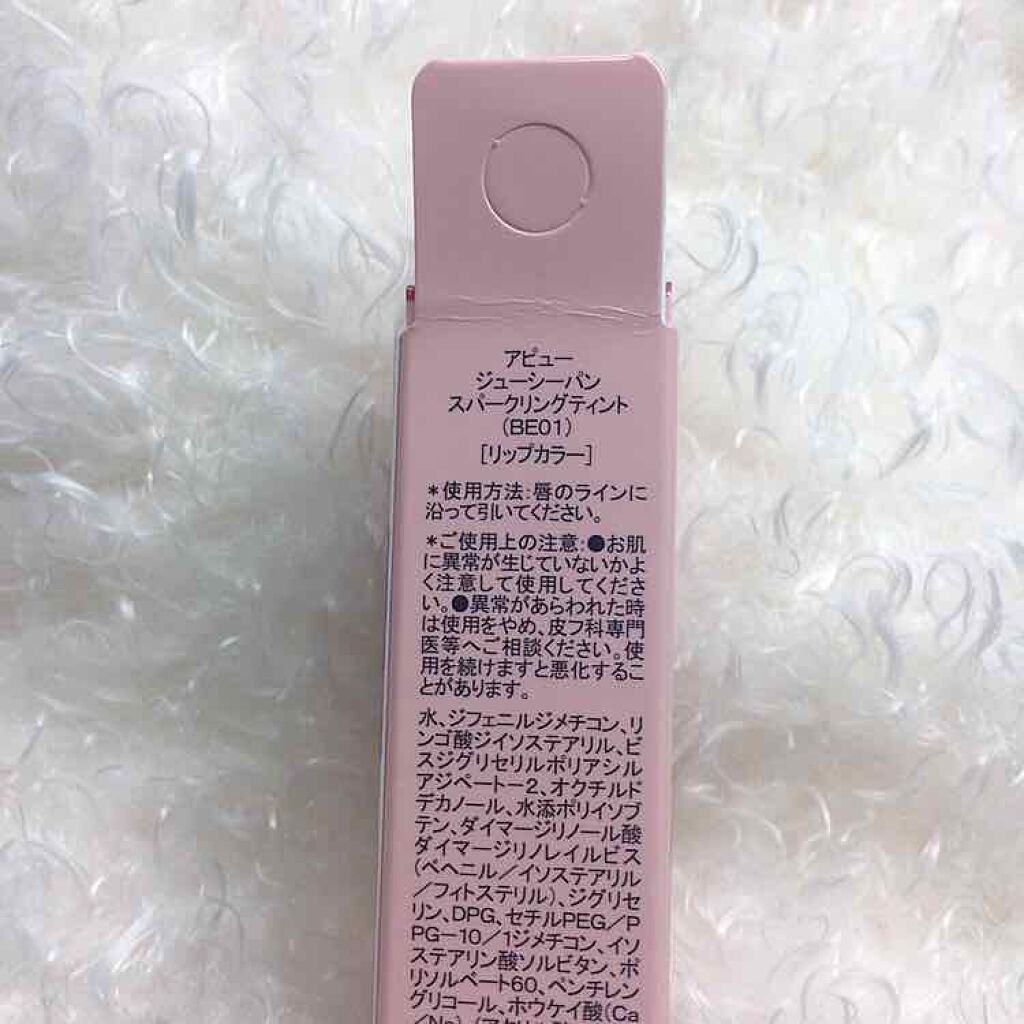 アピュー
ジューシーパン
スパークリングティント
(BE01)
[リップカラー]
*使用方法:唇のラインに
沿って引いてください。
*ご使用上の注意:●お肌
に異常が生じていないかよ
く注意して使用してくださ
い。●異常があらわれた時
は使用をやめ、皮フ科専門
医等へご相談ください。使
用を続けますと悪化するこ
とがあります。
水、ジフェニルジメチコン、リ
ンゴ酸ジイソステアリル、ビ
スジグリセリルポリアシル
アジペート-2、オクチルド
デカノール、水添ポリイソブ
テン、ダイマージリノール酸
ダイマージリノレイルビス
(ベヘニル/イソステアリル
/フィトステリル)、ジグリセ
リン、DPG、セチルPEG/P
PG-10/1ジメチコン、イソ
ステアリン酸ソルビタン、ポ
リソルベート60、ペンチレン
グリコール、ホウケイ酸(Ca